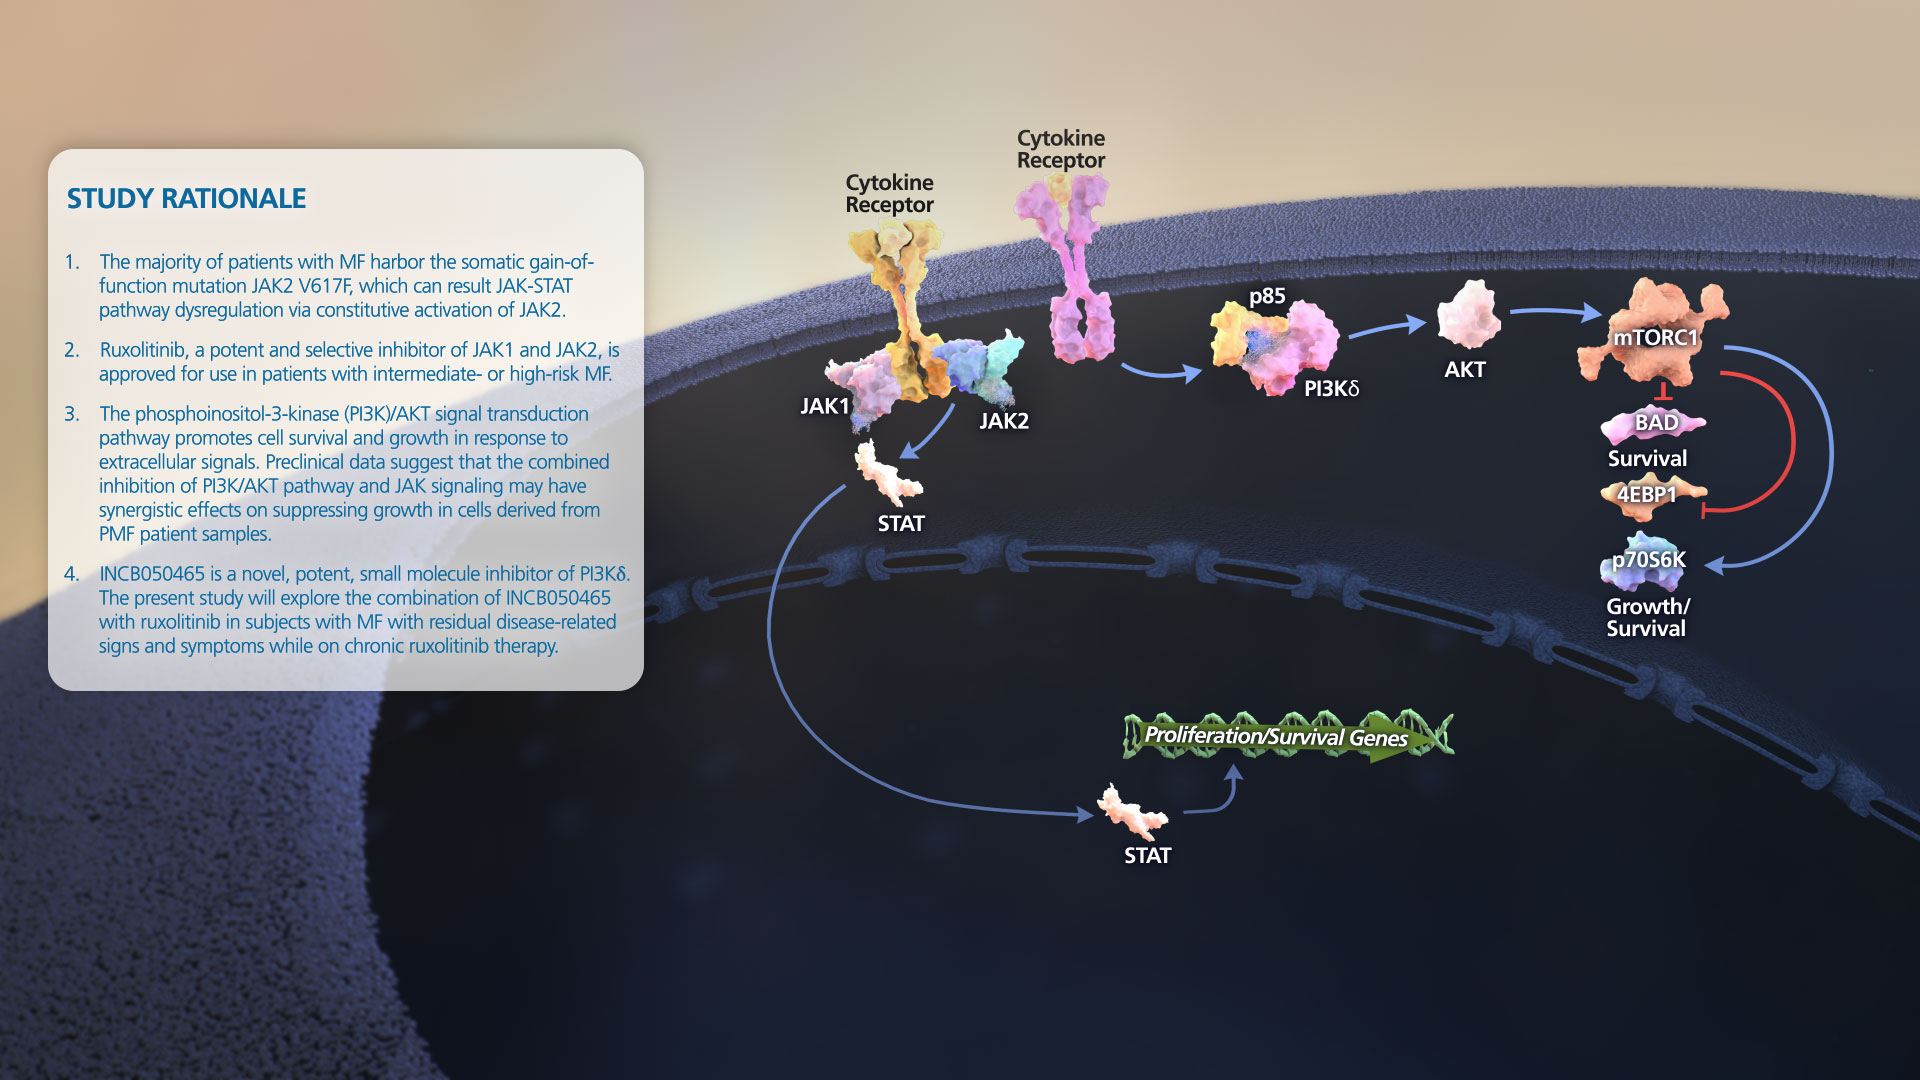 STUDY RATIONALE
1. The majority of patients with MF harbor the somatic gain-of-
function mutation JAK2 V617F, which can result JAK-STAT
pathway dysregulation via constitutive activation of JAK2.
2. Ruxolitinib, a potent and selective inhibitor of JAK1 and JAK2, is
approved for use in patients with intermediate- or high-risk MF.
3. The phosphoinositol-3-kinase (PI3K)/AKT signal transduction
pathway promotes cell survival and growth in response to
extracellular signals. Preclinical data suggest that the combined
inhibition of PI3K/AKT pathway and JAK signaling may have
synergistic effects on suppressing growth in cells derived from
PMF patient samples.
4. INCB050465 is a novel, potent, small molecule inhibitor of PI3Kδ.
The present study will explore the combination of INCB050465
with ruxolitinib in subjects with MF with residual disease-related
signs and symptoms while on chronic ruxolitinib therapy.
Cytokine
Receptor
Cytokine
Receptor
JAK1
JAK2
STAT
p85
PI3Kδ
AKT
mTORC1
BAD
Survival
4EBP1
p70S6K
Growth/
Survival
Proliferation/Survival Genes
STAT